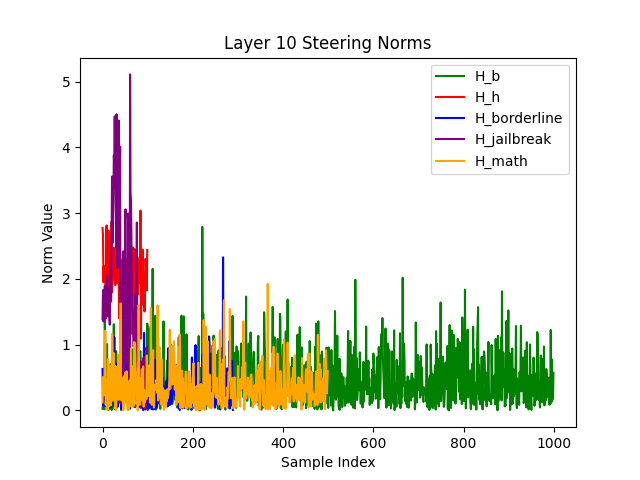 Layer 10 Steering Norms
H_b
H_h
H_borderline
H_jailbreak
H_math
Norm Value
5
4
3
2
1
0
0 200 400 600 800 1000
Sample Index